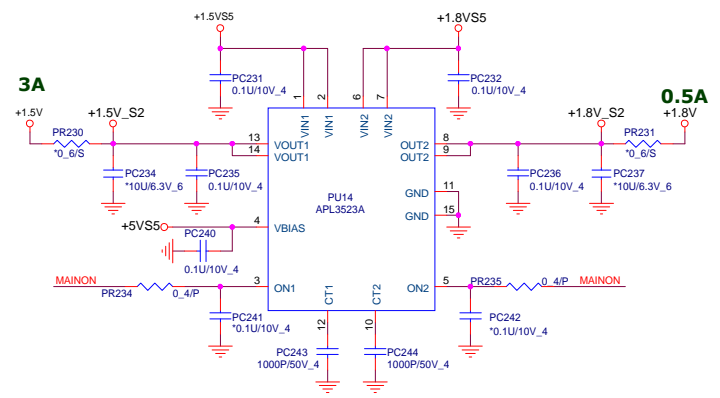 +1.5VS5
+1.8VS5
PC231
0.1U/10V_4
PC232
0.1U/10V_4
3A
0.5A
+1.5V
+1.5V_S2
+1.8V_S2
+1.8V
1
2
6
7
VIN1
VIN1
VIN2
VIN2
PR230
*0_6/S
PR231
*0_6/S
13
VOUT1
14
VOUT1
8
OUT2
9
OUT2
PC234
*10U/6.3V_6
PC235
0.1U/10V_4
PC236
0.1U/10V_4
PC237
*10U/6.3V_6
PU14
APL3523A
GND
11
GND
15
+5VS5
4
VBIAS
PC240
0.1U/10V_4
MAINON
PR234
0_4/P
3
ON1
ON2
5
PR235
0_4/P
MAINON
CT1
CT2
PC241
*0.1U/10V_4
PC242
*0.1U/10V_4
12
10
PC243
1000P/50V_4
PC244
1000P/50V_4